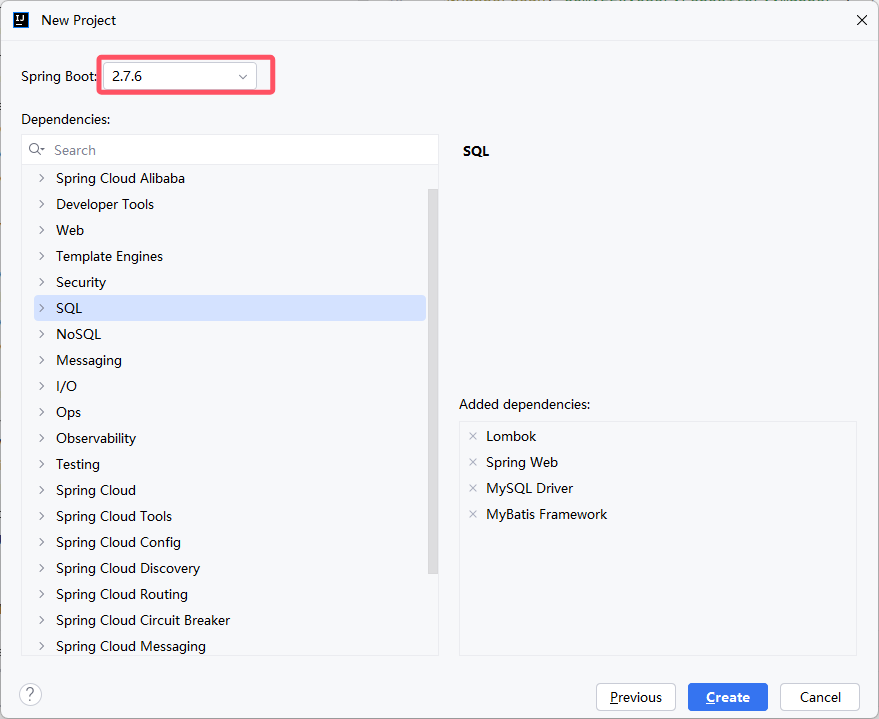 New Project
Spring Boot: 2.7.6
Dependencies:
Search
Spring Cloud Alibaba
Developer Tools
Web
Template Engines
Security
SQL
NoSQL
Messaging
I/O
Ops
Observability
Testing
Spring Cloud
Spring Cloud Tools
Spring Cloud Config
Spring Cloud Discovery
Spring Cloud Routing
Spring Cloud Circuit Breaker
Spring Cloud Messaging
SQL
Added dependencies:
Lombok
Spring Web
MySQL Driver
MyBatis Framework
? Previous Create Cancel